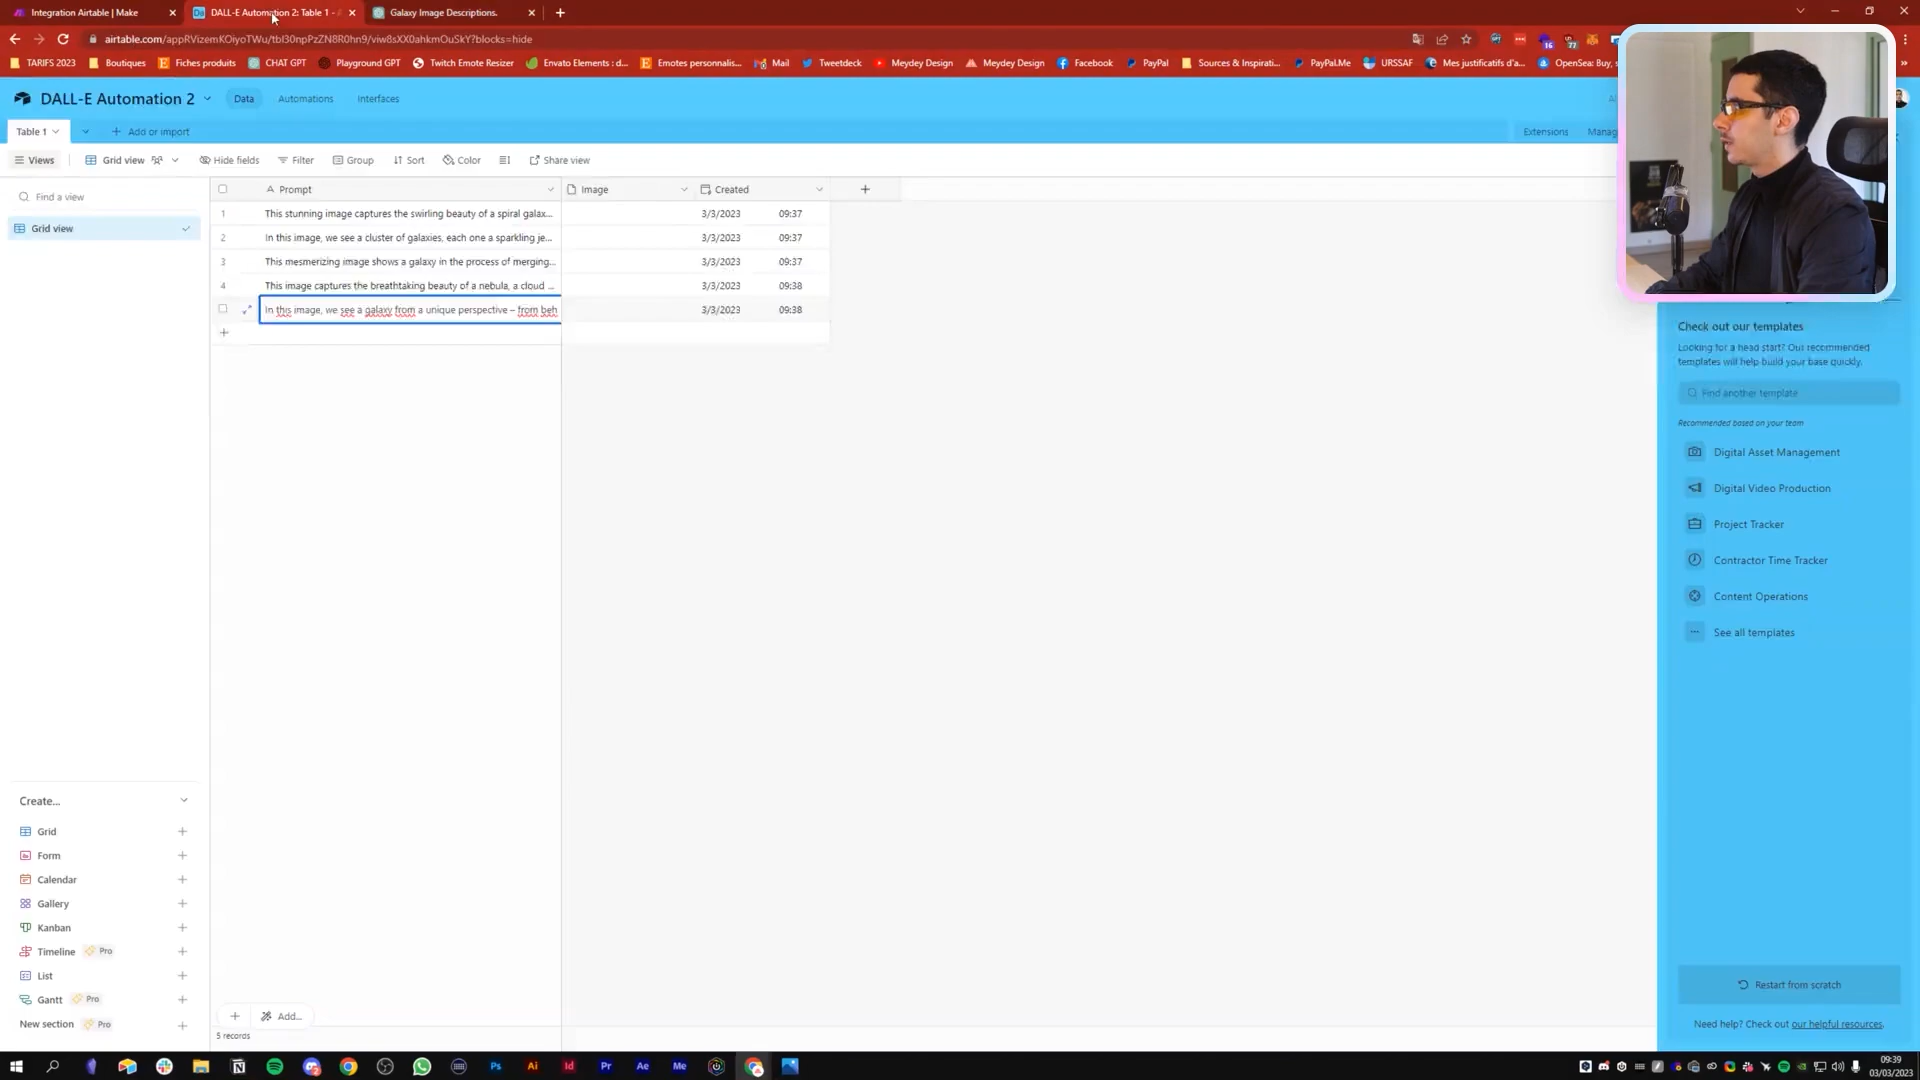 Integration Airtable | Make
DALL-E Automation 2: Table 1 -
Galaxy Image Descriptions.
airtable.com/appRVizemKOiyoTWu/tbl30npPzZN8R0hn9/viw8sXX0ahkmOuSkY?blocks=hide
16
77
TARIFS 2023
Boutiques
Fiches produits
CHAT GPT
Playground GPT
Twitch Emote Resizer
Envato Elements : d...
Emotes personnalis...
Mail
Tweetdeck
Meydey Design
Meydey Design
Facebook
PayPal
Sources & Inspirati...
PayPal.Me
URSSAF
Mes justificatifs d'a...
OpenSea: Buy, s
DALL-E Automation 2
Data
Automations
Interfaces
Table 1
Add or import
Extensions
Views
Grid view
Hide fields
Filter
Group
Sort
Color
Share view
Find a view
Grid view
Prompt
Image
Created
1 This stunning image captures the swirling beauty of a spiral galax... 3/3/2023 09:37
2 In this image, we see a cluster of galaxies, each one a sparkling je... 3/3/2023 09:37
3 This mesmerizing image shows a galaxy in the process of merging... 3/3/2023 09:37
4 This image captures the breathtaking beauty of a nebula, a cloud ... 3/3/2023 09:38
In this image, we see a galaxy from a unique perspective – from beh 3/3/2023 09:38
Check out our templates
Looking for a head start? Our recommended
templates will help build your base quickly.
Find another template
Recommended based on your team
Digital Asset Management
Digital Video Production
Project Tracker
Contractor Time Tracker
Content Operations
See all templates
Create...
Grid
Form
Calendar
Gallery
Kanban
Timeline Pro
List
Gantt Pro
New section Pro
Add...
5 records
Restart from scratch
Need help? Check out our helpful resources.
Ps
Ai
Id
Pr
Ae
Me
09:39
03/03/2023